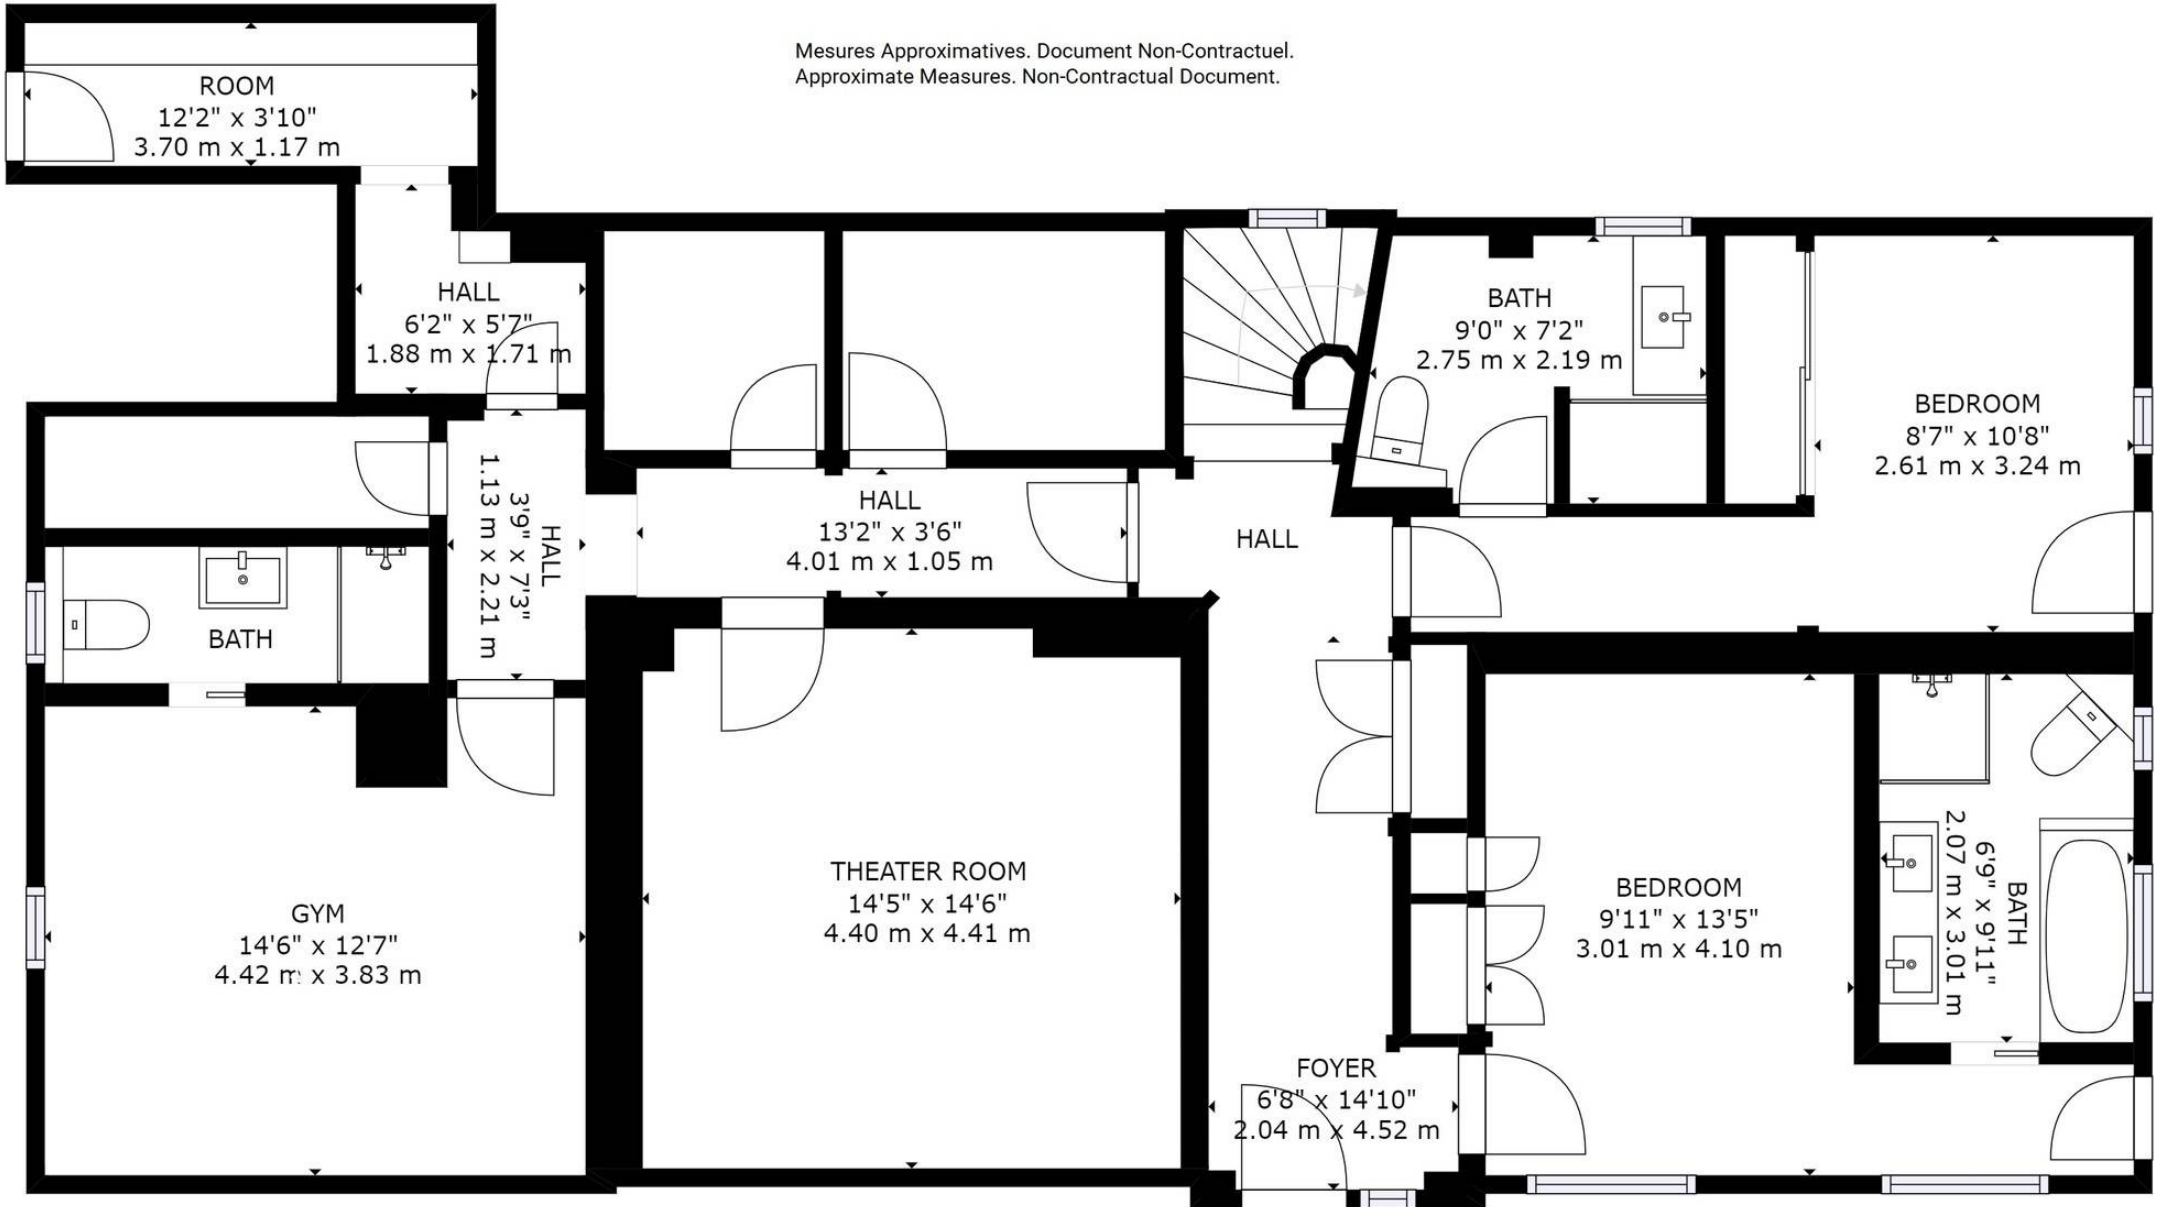 Mesures Approximatives. Document Non-Contractuel.
Approximate Measures. Non-Contractual Document.
ROOM
12'2" x 3'10"
3.70 m x 1.17 m
HALL
6'2" x 5'7"
1.88 m x 1.71 m
BATH
9'0" x 7'2"
2.75 m x 2.19 m
BEDROOM
8'7" x 10'8"
2.61 m x 3.24 m
HALL
3'9" x 7'3"
1.13 m x 2.21 m
HALL
13'2" x 3'6"
4.01 m x 1.05 m
HALL
BATH
GYM
14'6" x 12'7"
4.42 m x 3.83 m
THEATER ROOM
14'5" x 14'6"
4.40 m x 4.41 m
BEDROOM
9'11" x 13'5"
3.01 m x 4.10 m
BATH
6'9" x 9'11"
2.07 m x 3.01 m
FOYER
6'8" x 14'10"
2.04 m x 4.52 m